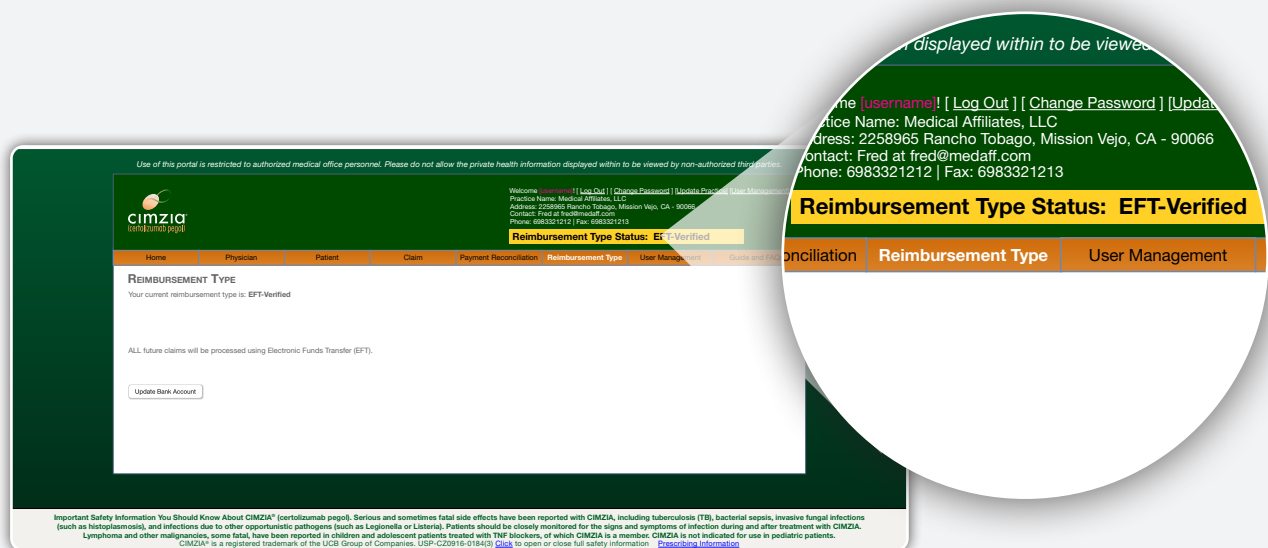 Use of this portal is restricted to authorized medical office personnel. Please do not allow the private health information displayed within to be viewed by non-authorized third parties.
cimzia®
(certolizumab pegol)
Welcome [username]! [ Log Out ] [ Change Password ] [Update Practice] [User Management]
Practice Name: Medical Affiliates, LLC
Address: 2258965 Rancho Tobago, Mission Vejo, CA - 90066
Contact: Fred at fred@medaff.com
Phone: 6983321212 | Fax: 6983321213
Reimbursement Type Status: EFT-Verified
Home Physician Patient Claim Payment Reconciliation Reimbursement Type User Management Guide and FAQ
REIMBURSEMENT TYPE
Your current reimbursement type is: EFT-Verified
ALL future claims will be processed using Electronic Funds Transfer (EFT).
Update Bank Account
displayed within to be viewed
me [username]! [ Log Out ] [ Change Password ] [Updat
ctice Name: Medical Affiliates, LLC
dress: 2258965 Rancho Tobago, Mission Vejo, CA - 90066
ontact: Fred at fred@medaff.com
Phone: 6983321212 | Fax: 6983321213
Reimbursement Type Status: EFT-Verified
onciliation Reimbursement Type User Management
Important Safety Information You Should Know About CIMZIA® (certolizumab pegol). Serious and sometimes fatal side effects have been reported with CIMZIA, including tuberculosis (TB), bacterial sepsis, invasive fungal infections
(such as histoplasmosis), and infections due to other opportunistic pathogens (such as Legionella or Listeria). Patients should be closely monitored for the signs and symptoms of infection during and after treatment with CIMZIA.
Lymphoma and other malignancies, some fatal, have been reported in children and adolescent patients treated with TNF blockers, of which CIMZIA is a member. CIMZIA is not indicated for use in pediatric patients.
CIMZIA® is a registered trademark of the UCB Group of Companies. USP-CZ0916-0184(3) Click to open or close full safety information Prescribing Information